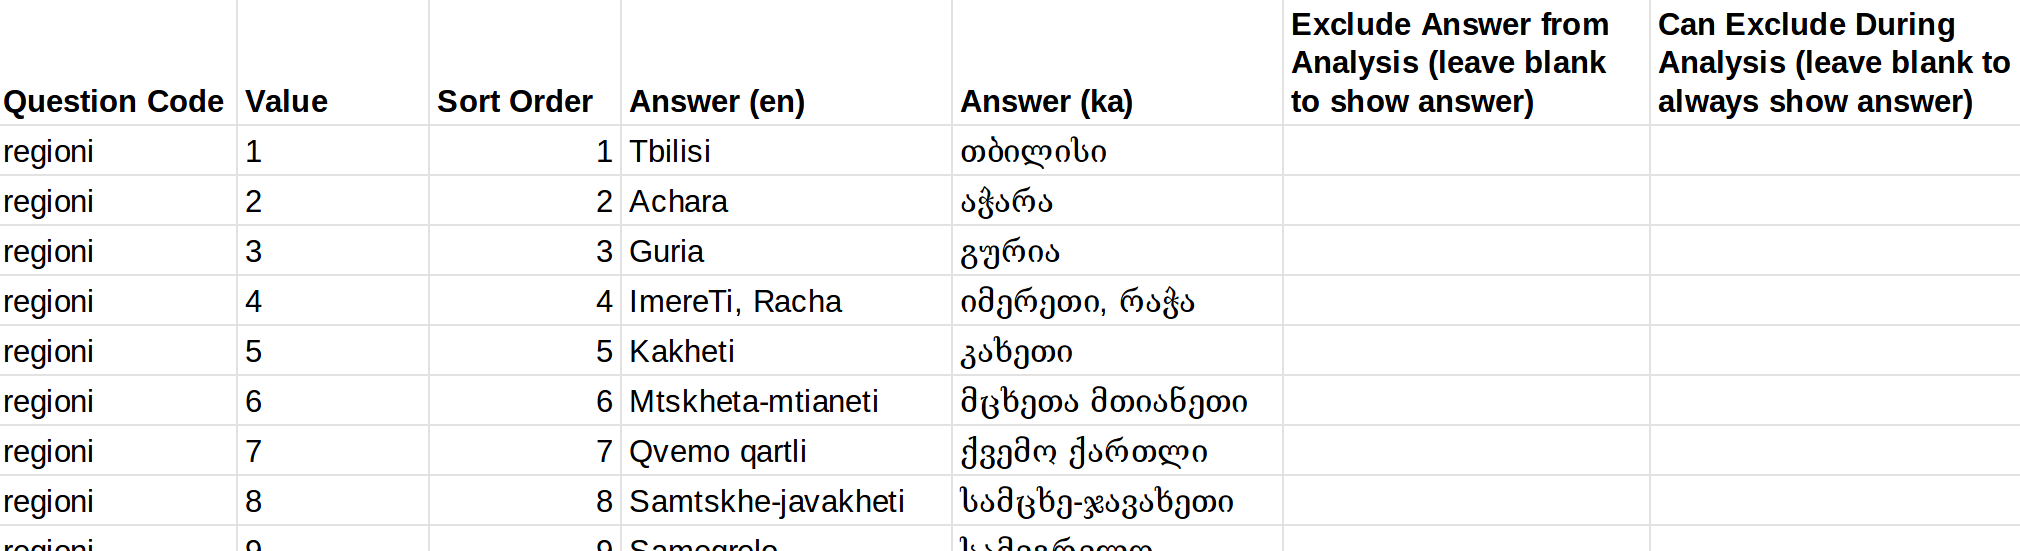 Question Code Value Sort Order Answer (en) Answer (ka) Exclude Answer from Analysis (leave blank to show answer) Can Exclude During Analysis (leave blank to always show answer)
regioni 1 1 Tbilisi თბილისი
regioni 2 2 Achara აჭარა
regioni 3 3 Guria გურია
regioni 4 4 ImereTi, Racha იმერეთი, რაჭა
regioni 5 5 Kakheti კახეთი
regioni 6 6 Mtskheta-mtianeti მცხეთა მთიანეთი
regioni 7 7 Qvemo qartli ქვემო ქართლი
regioni 8 8 Samtskhe-javakheti სამცხე-ჯავახეთი
regioni 9 9 Samegrelo სამეგრელო